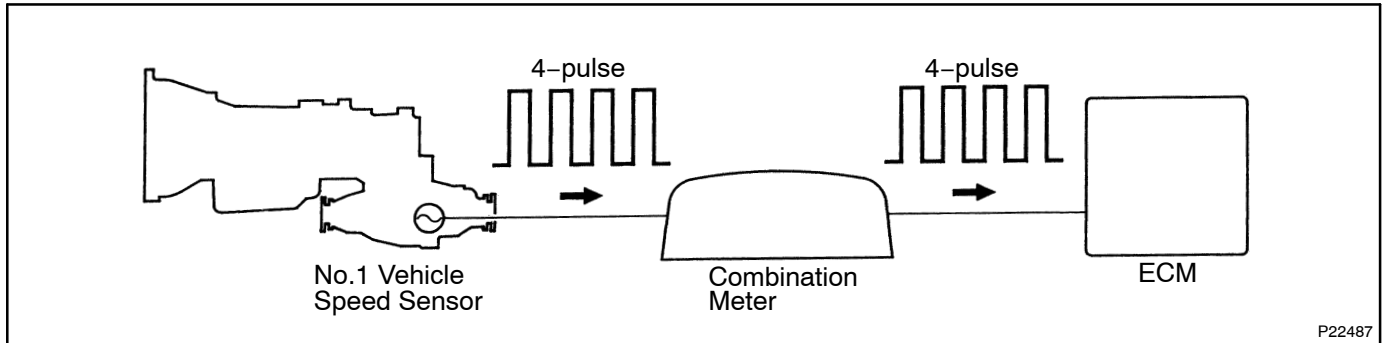 4−pulse
4−pulse
No.1 Vehicle
Speed Sensor
Combination
Meter
ECM
P22487